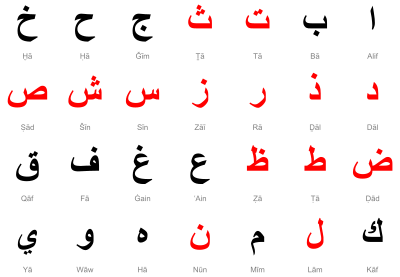 ا ب ت ث ج ح خ
Alif Bā Tā Ṯā Ǧīm Ḥā Ḫā
د ذ ر ز س ش ص
Dāl Ḏāl Rā Zāī Sīn Šīn Ṣād
ض ط ظ ع غ ف ق
Ḍād Ṭā Ẓā 'Ain Ġain Fā Qāf
ك ل م ن ه و ي
Kāf Lām Mīm Nūn Hā Wāw Yā